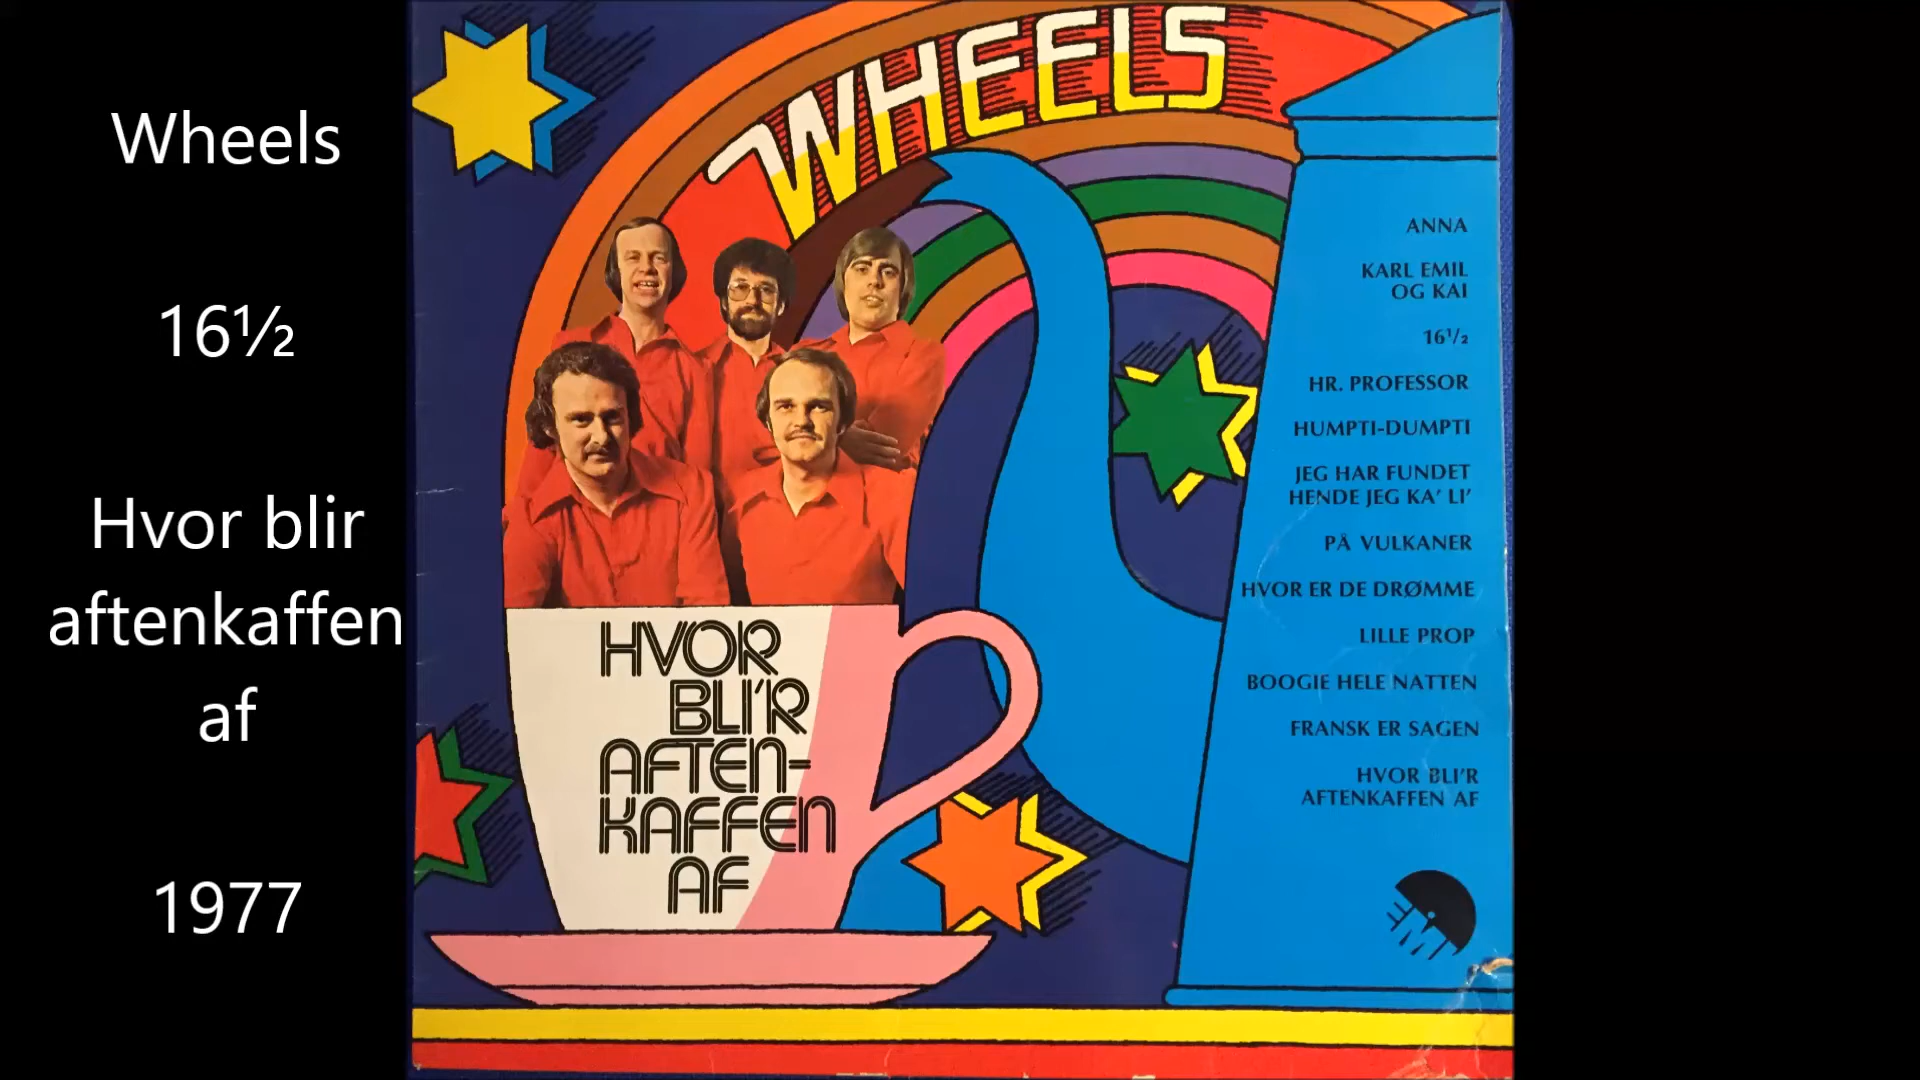 Wheels
16½
Hvor blir
aftenkaffen
af
1977
WHEELS
HVOR
BLI'R
AFTEN-
KAFFEN
AF
ANNA
KARL EMIL
OG KAI
16½
HR. PROFESSOR
HUMPTI-DUMPTI
JEG HAR FUNDET
HENDE JEG KA' LI'
PÅ VULKANER
HVOR ER DE DRØMME
LILLE PROP
BOOGIE HELE NATTEN
FRANSK ER SAGEN
HVOR BLI'R
AFTENKAFFEN AF
EMI